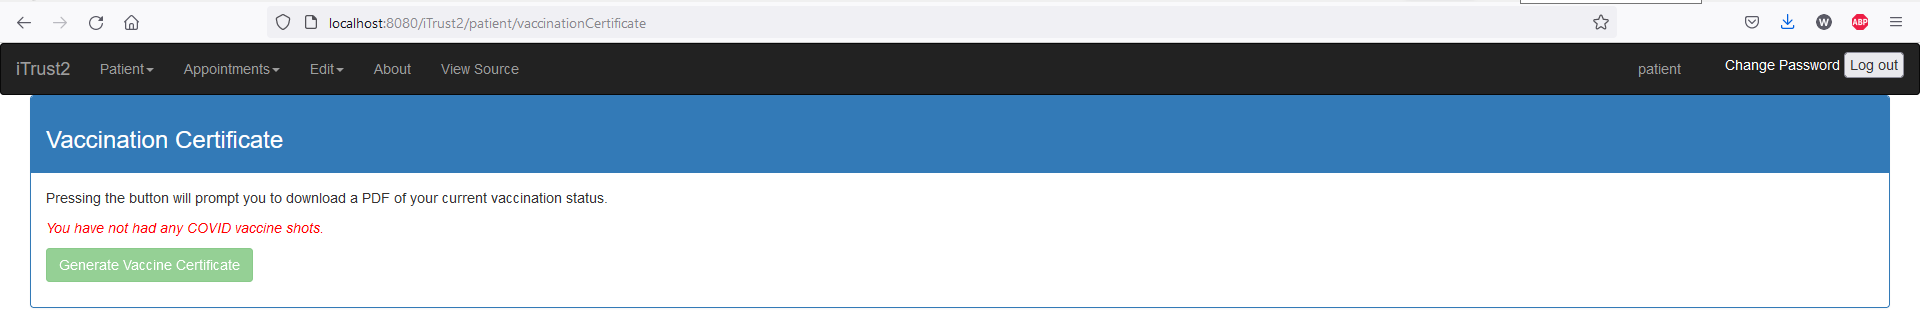 localhost:8080/iTrust2/patient/vaccinationCertificate
W
ABP
iTrust2 Patient Appointments Edit About View Source patient Change Password Log out
Vaccination Certificate
Pressing the button will prompt you to download a PDF of your current vaccination status.
You have not had any COVID vaccine shots.
Generate Vaccine Certificate